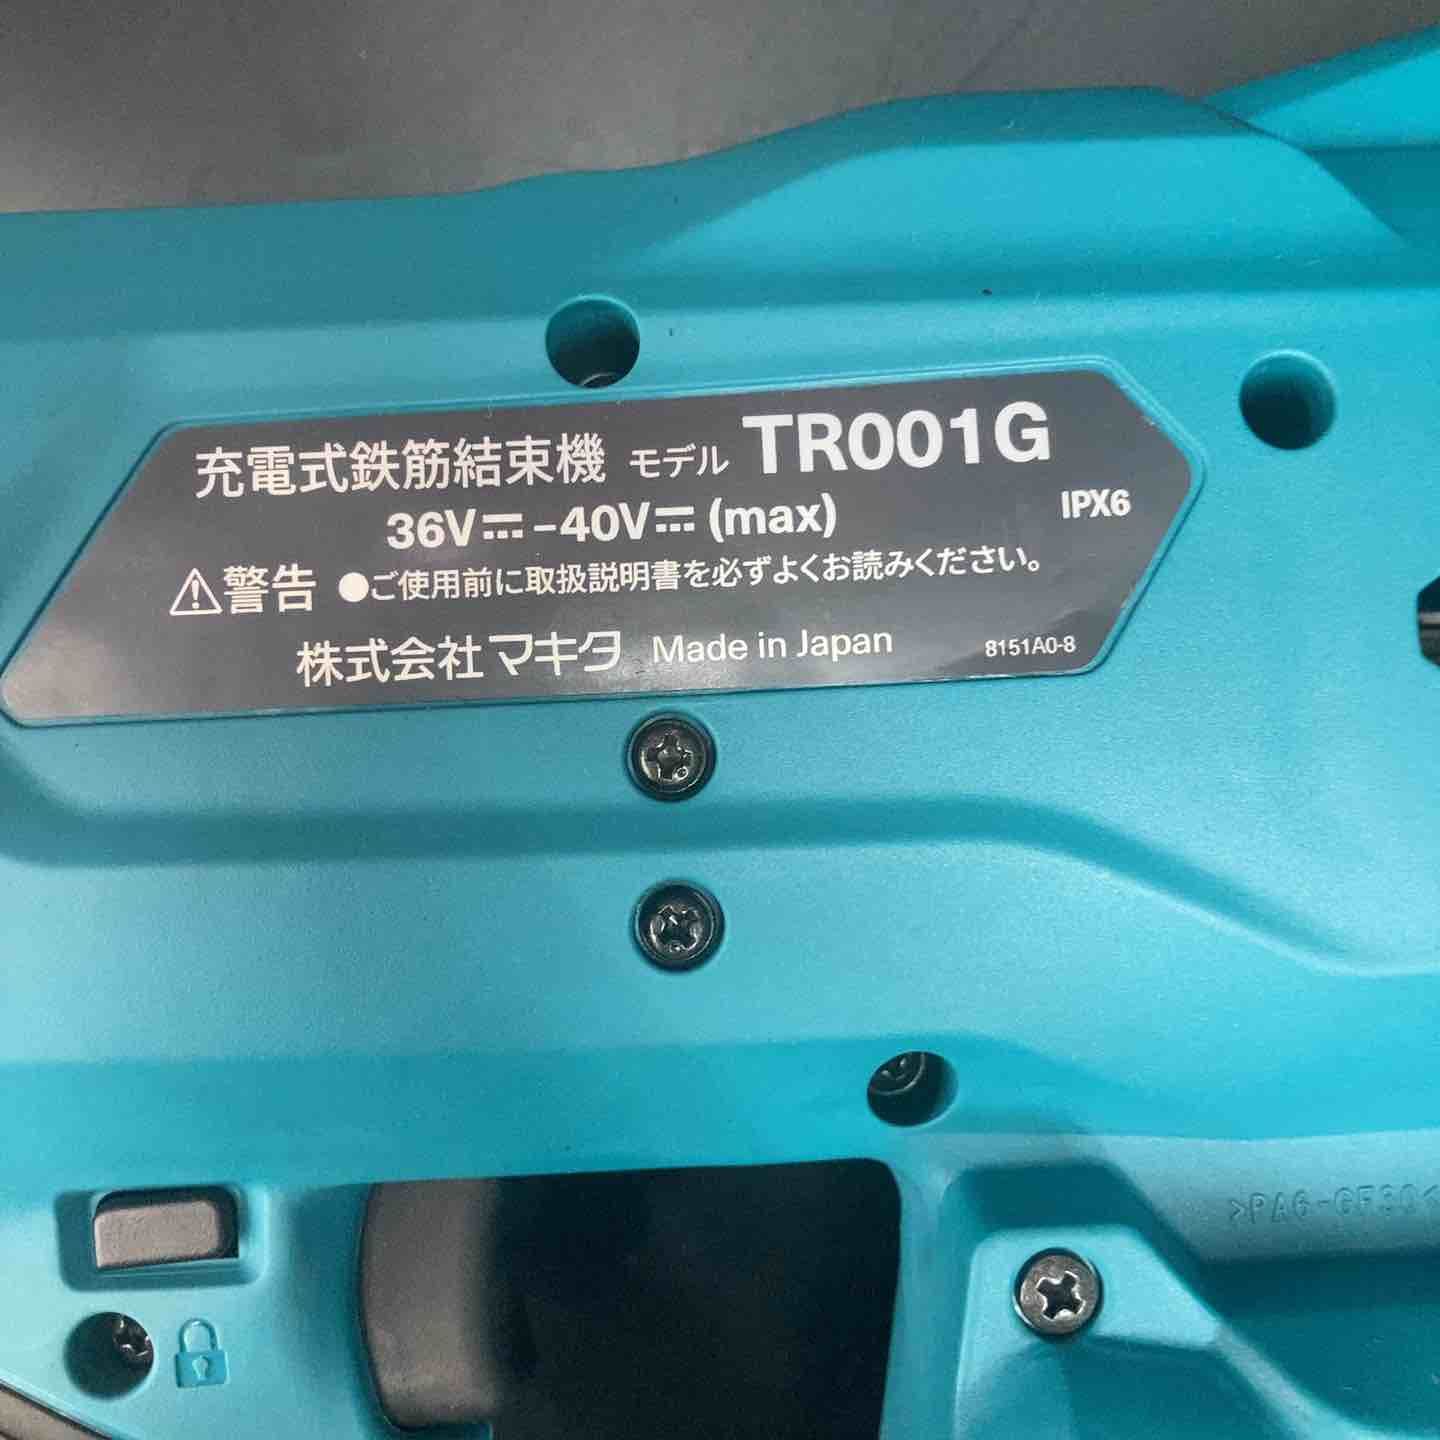 充電式鉄筋結束機 モデル TR001G
36V⎓-40V⎓(max)
IPX6
⚠警告 ●ご使用前に取扱説明書を必ずよくお読みください。
株式会社マキタ Made in Japan
8151A0-8
>PA6-GF30<